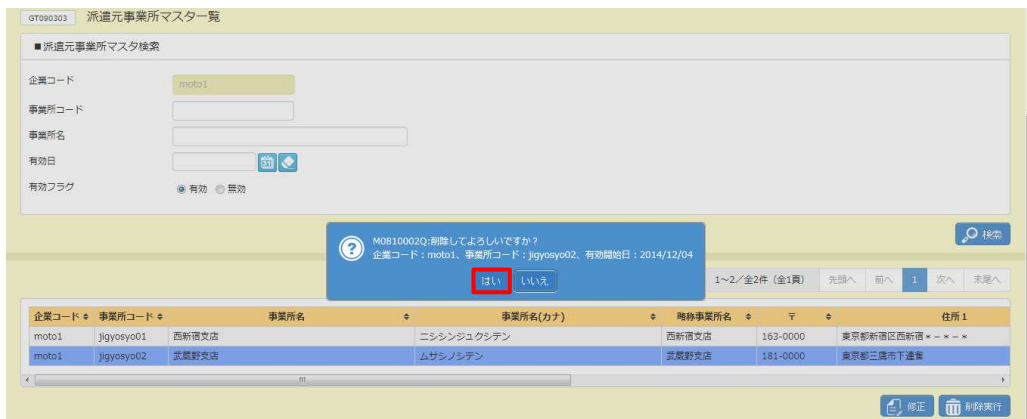 GT090303 派遣元事業所マスタ一覧
■派遣元事業所マスタ検索
企業コード moto1
事業所コード
事業所名
有効日
有効フラグ 有効 無効
検索
M0810002Q:削除してよろしいですか？
企業コード：moto1、事業所コード：jigyosyo02、有効開始日：2014/12/04
はい いいえ
1～2／全2件（全1頁） 先頭へ 前へ 1 次へ 末尾へ
企業コード 事業所コード 事業所名 事業所名(カナ) 略称事業所名 〒 住所１
moto1 jigyosyo01 西新宿支店 ニシシンジュクシテン 西新宿支店 163-0000 東京都新宿区西新宿＊－＊－＊
moto1 jigyosyo02 武蔵野支店 ムサシノシテン 武蔵野支店 181-0000 東京都三鷹市下連雀
修正 削除実行